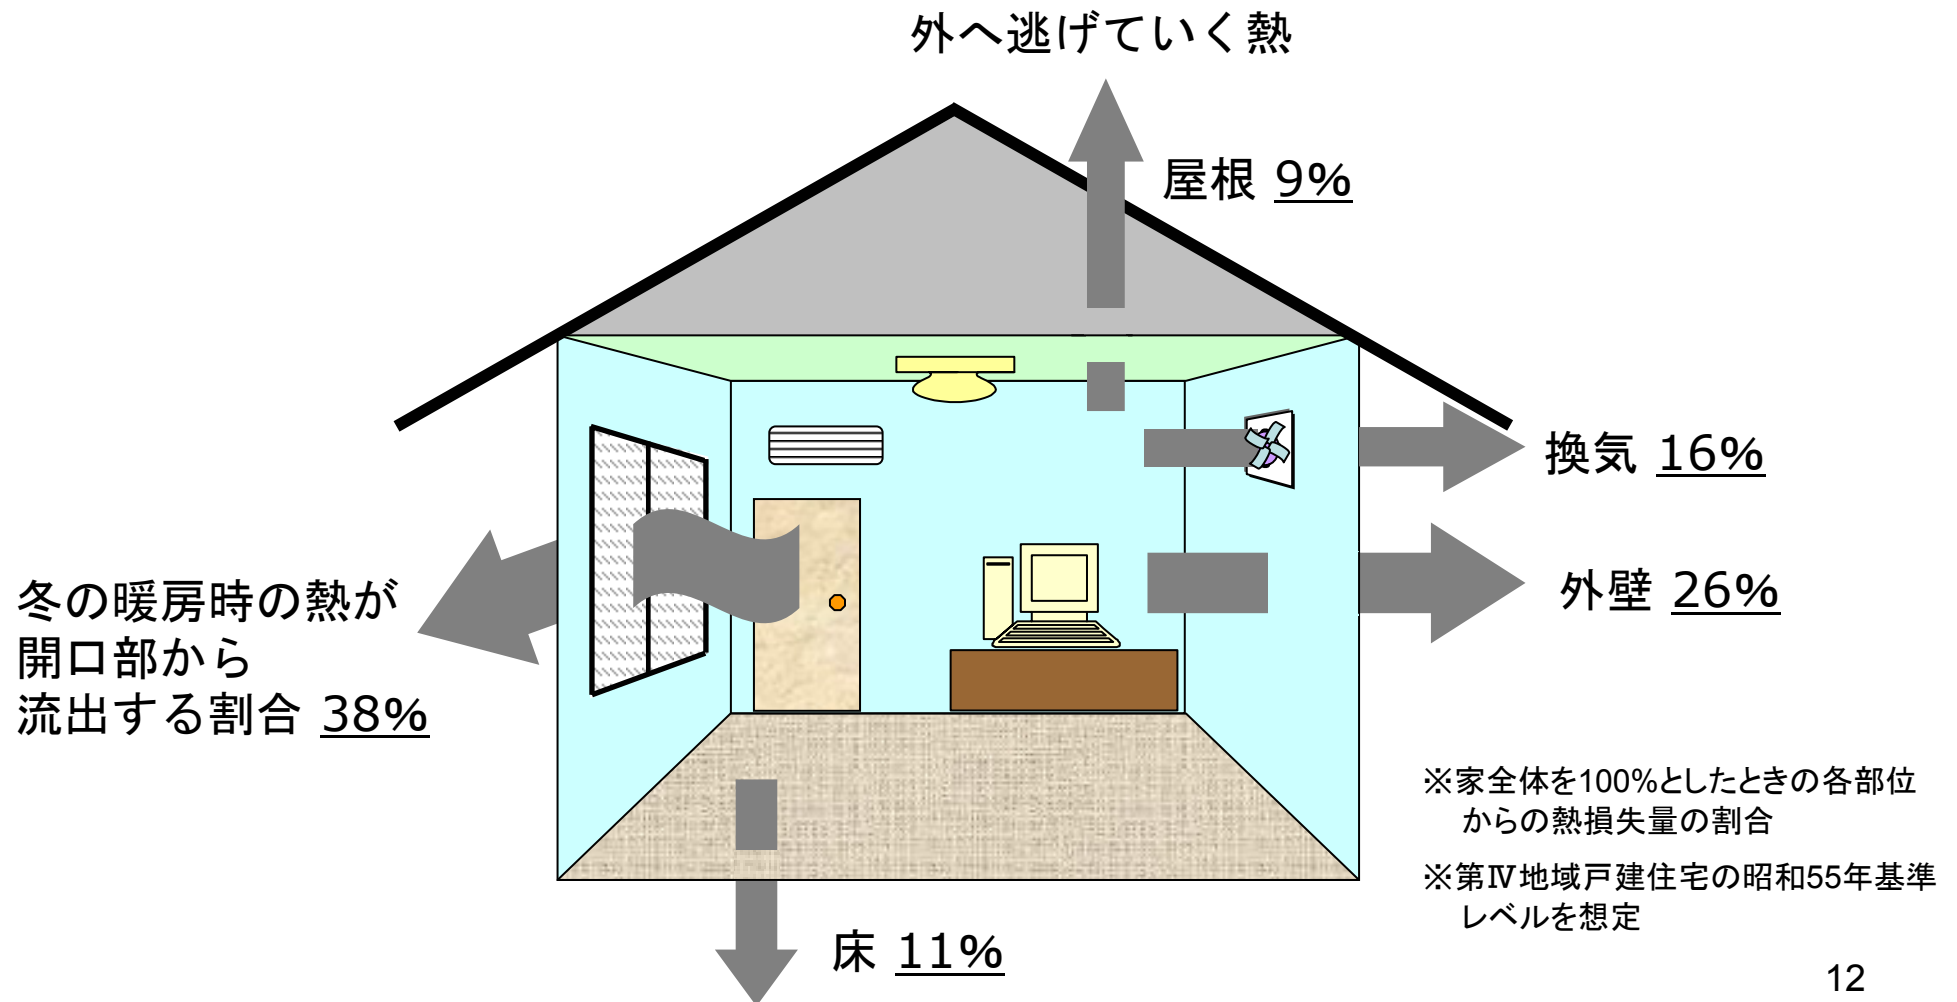 外へ逃げていく熱
屋根 9%
換気 16%
外壁 26%
冬の暖房時の熱が
開口部から
流出する割合 38%
床 11%
※家全体を100%としたときの各部位
からの熱損失量の割合
※第Ⅳ地域戸建住宅の昭和55年基準
レベルを想定
12